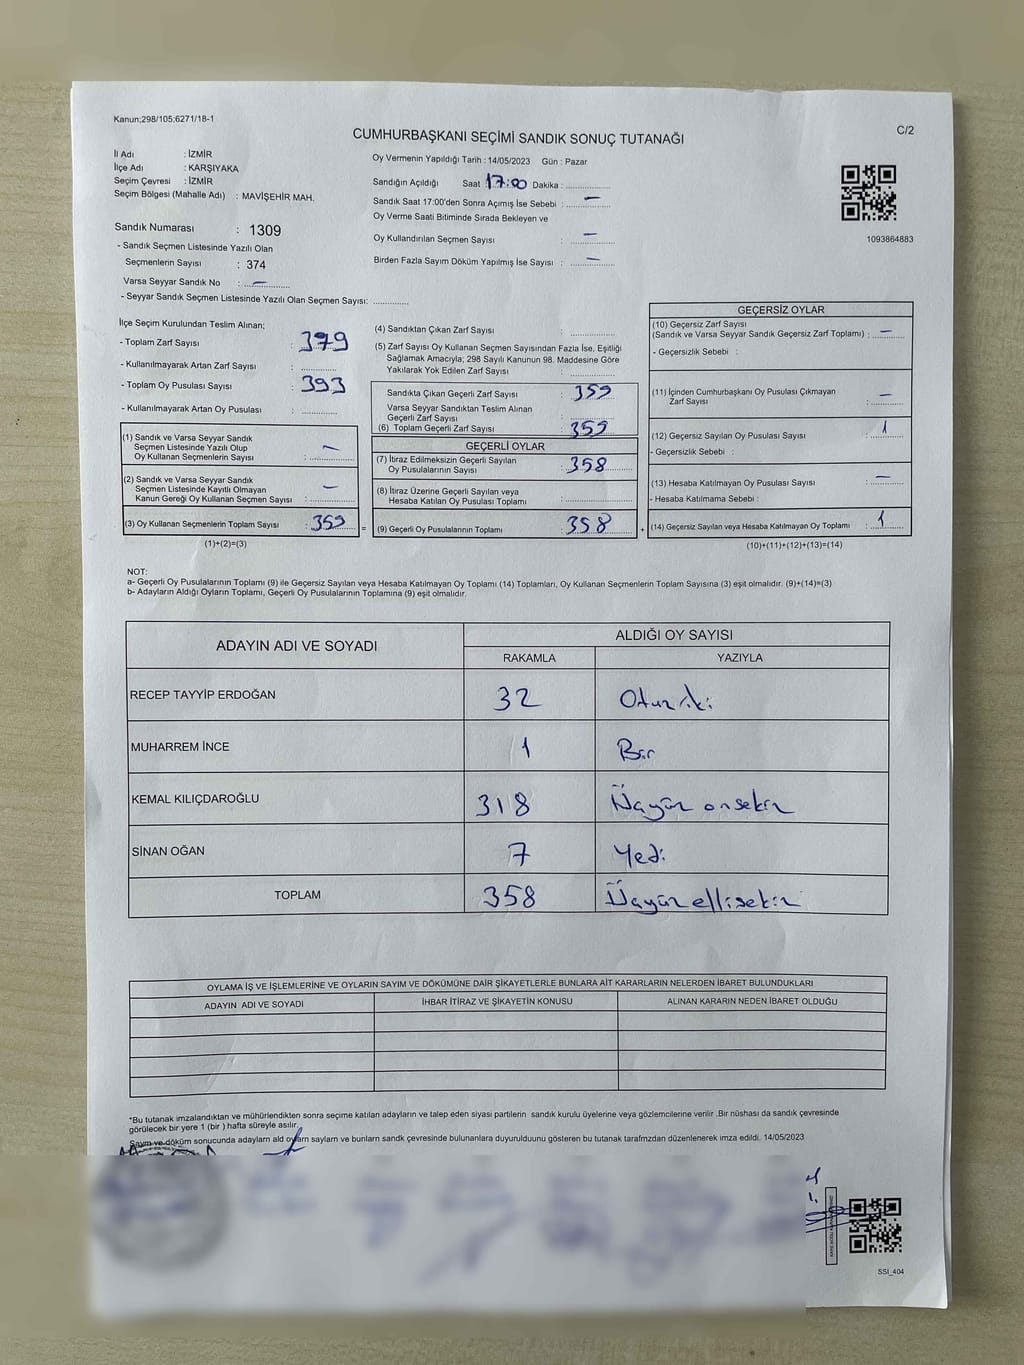 Kanun;298/105;6271/18-1
CUMHURBAŞKANI SEÇİMİ SANDIK SONUÇ TUTANAĞI
C/2
İl Adı : İZMİR
İlçe Adı : KARŞIYAKA
Seçim Çevresi : İZMİR
Seçim Bölgesi (Mahalle Adı) : MAVİŞEHİR MAH.
Sandık Numarası : 1309
- Sandık Seçmen Listesinde Yazılı Olan
Seçmenlerin Sayısı : 374
Varsa Seyyar Sandık No : —
- Seyyar Sandık Seçmen Listesinde Yazılı Olan Seçmen Sayısı: ............
Oy Vermenin Yapıldığı Tarih : 14/05/2023 Gün : Pazar
Sandığın Açıldığı Saat 17:00 Dakika : ..............
Sandık Saat 17:00'den Sonra Açımış İse Sebebi : —
Oy Verme Saati Bitiminde Sırada Bekleyen ve
Oy Kullandırılan Seçmen Sayısı : —
Birden Fazla Sayım Döküm Yapılmış İse Sayısı : —
1093864883
İlçe Seçim Kurulundan Teslim Alınan;
- Toplam Zarf Sayısı : 379
- Kullanılmayarak Artan Zarf Sayısı : ............
- Toplam Oy Pusulası Sayısı : 393
- Kullanılmayarak Artan Oy Pusulası : ............
(1) Sandık ve Varsa Seyyar Sandık
Seçmen Listesinde Yazılı Olup
Oy Kullanan Seçmenlerin Sayısı : —
(2) Sandık ve Varsa Seyyar Sandık
Seçmen Listesinde Kayıtlı Olmayan
Kanun Gereği Oy Kullanan Seçmen Sayısı : —
(3) Oy Kullanan Seçmenlerin Toplam Sayısı : 359 =
(1)+(2)=(3)
(4) Sandıktan Çıkan Zarf Sayısı : ............
(5) Zarf Sayısı Oy Kullanan Seçmen Sayısından Fazla İse, Eşitliği
Sağlamak Amacıyla; 298 Sayılı Kanunun 98. Maddesine Göre
Yakılarak Yok Edilen Zarf Sayısı : ............
Sandıkta Çıkan Geçerli Zarf Sayısı : 359
Varsa Seyyar Sandıktan Teslim Alınan
Geçerli Zarf Sayısı : ............
(6) Toplam Geçerli Zarf Sayısı : 359
GEÇERLİ OYLAR
(7) İtiraz Edilmeksizin Geçerli Sayılan
Oy Pusulalarının Sayısı : 358
(8) İtiraz Üzerine Geçerli Sayılan veya
Hesaba Katılan Oy Pusulası Toplamı : ............
(9) Geçerli Oy Pusulalarının Toplamı : 358 +
GEÇERSİZ OYLAR
(10) Geçersiz Zarf Sayısı
(Sandık ve Varsa Seyyar Sandık Geçersiz Zarf Toplamı) : —
- Geçersizlik Sebebi :
(11) İçinden Cumhurbaşkanı Oy Pusulası Çıkmayan
Zarf Sayısı : —
(12) Geçersiz Sayılan Oy Pusulası Sayısı : 1
- Geçersizlik Sebebi :
(13) Hesaba Katılmayan Oy Pusulası Sayısı : —
- Hesaba Katılmama Sebebi :
(14) Geçersiz Sayılan veya Hesaba Katılmayan Oy Toplamı : 1
(10)+(11)+(12)+(13)=(14)
NOT:
a- Geçerli Oy Pusulalarının Toplamı (9) ile Geçersiz Sayılan veya Hesaba Katılmayan Oy Toplamı (14) Toplamları, Oy Kullanan Seçmenlerin Toplam Sayısına (3) eşit olmalıdır. (9)+(14)=(3)
b- Adayların Aldığı Oyların Toplamı, Geçerli Oy Pusulalarının Toplamına (9) eşit olmalıdır.
ADAYIN ADI VE SOYADI ALDIĞI OY SAYISI
RAKAMLA YAZIYLA
RECEP TAYYİP ERDOĞAN 32 Otuz iki
MUHARREM İNCE 1 Bir
KEMAL KILIÇDAROĞLU 318 Üçyüz onsekiz
SİNAN OĞAN 7 Yedi
TOPLAM 358 Üçyüz ellisekiz
OYLAMA İŞ VE İŞLEMLERİNE VE OYLARIN SAYIM VE DÖKÜMÜNE DAİR ŞİKAYETLERLE BUNLARA AİT KARARLARIN NELERDEN İBARET BULUNDUKLARI
ADAYIN ADI VE SOYADI İHBAR İTİRAZ VE ŞİKAYETİN KONUSU ALINAN KARARIN NEDEN İBARET OLDUĞU
*Bu tutanak imzalandıktan ve mühürlendikten sonra seçime katılan adayların ve talep eden siyasi partilerin sandık kurulu üyelerine veya gözlemcilerine verilir .Bir nüshası da sandık çevresinde
görülecek bir yere 1 (bir ) hafta süreyle asılır.
Sayım ve döküm sonucunda adayların ald oyların sayların ve bunların sandk çevresinde bulunanlara duyurulduunu gösteren bu tutanak tarafmzdan düzenlenerek imza edildi. 14/05/2023
SSI_404